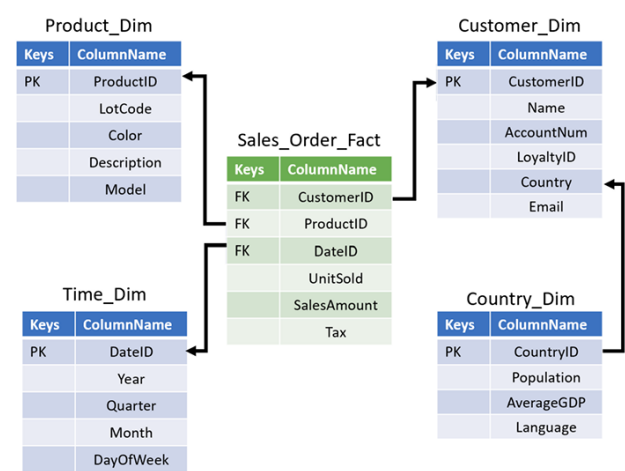 Product_Dim
Keys ColumnName
PK ProductID
LotCode
Color
Description
Model
Customer_Dim
Keys ColumnName
PK CustomerID
Name
AccountNum
LoyaltyID
Country
Email
Sales_Order_Fact
Keys ColumnName
FK CustomerID
FK ProductID
FK DateID
UnitSold
SalesAmount
Tax
Time_Dim
Keys ColumnName
PK DateID
Year
Quarter
Month
DayOfWeek
Country_Dim
Keys ColumnName
PK CountryID
Population
AverageGDP
Language